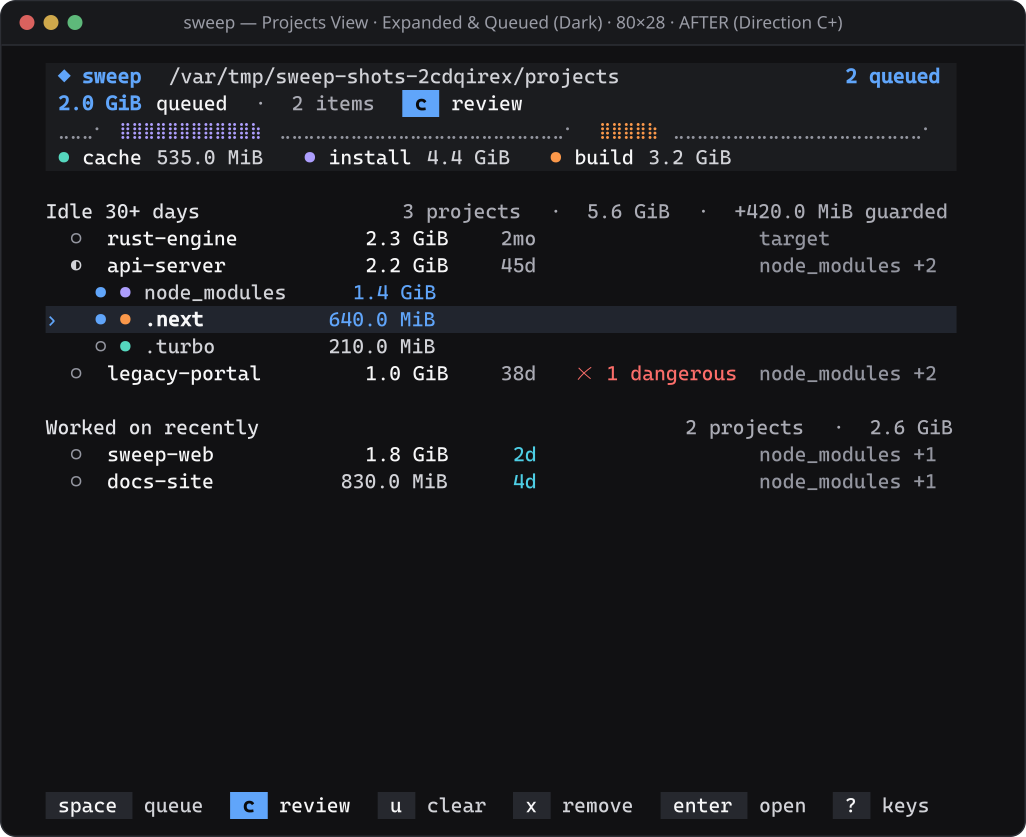 sweep — Projects View · Expanded & Queued (Dark) · 80×28 · AFTER (Direction C+)
◆ sweep /var/tmp/sweep-shots-2cdqirex/projects 2 queued
2.0 GiB queued · 2 items c review
● cache 535.0 MiB ● install 4.4 GiB ● build 3.2 GiB
Idle 30+ days 3 projects · 5.6 GiB · +420.0 MiB guarded
○ rust-engine 2.3 GiB 2mo target
◐ api-server 2.2 GiB 45d node_modules +2
● ● node_modules 1.4 GiB
› ● ● .next 640.0 MiB
○ ● .turbo 210.0 MiB
○ legacy-portal 1.0 GiB 38d × 1 dangerous node_modules +2
Worked on recently 2 projects · 2.6 GiB
○ sweep-web 1.8 GiB 2d node_modules +1
○ docs-site 830.0 MiB 4d node_modules +1
space queue c review u clear x remove enter open ? keys